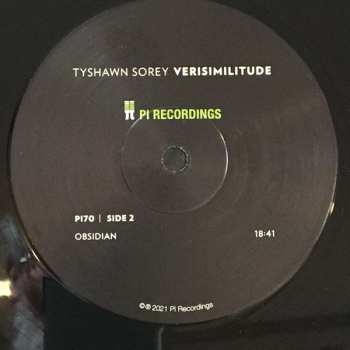 TYSHAWN SOREY VERISIMILITUDE
PI RECORDINGS
PI70 | SIDE 2
OBSIDIAN 18:41
©℗ 2021 Pi Recordings